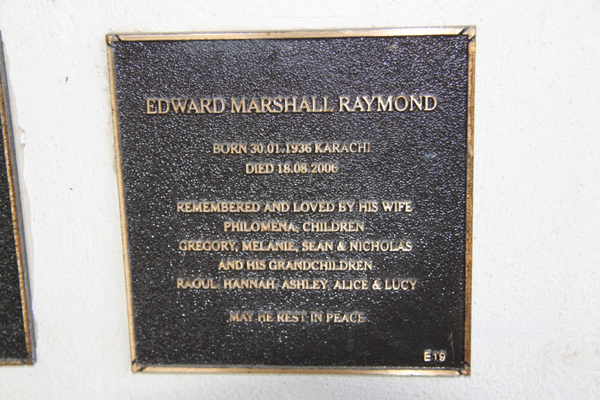 EDWARD MARSHALL RAYMOND
BORN 30.01.1936 KARACHI
DIED 18.08.2006
REMEMBERED AND LOVED BY HIS WIFE
PHILOMENA, CHILDREN
GREGORY, MELANIE, SEAN & NICHOLAS
AND HIS GRANDCHILDREN
RAOUL, HANNAH, ASHLEY, ALICE & LUCY
MAY HE REST IN PEACE
E19